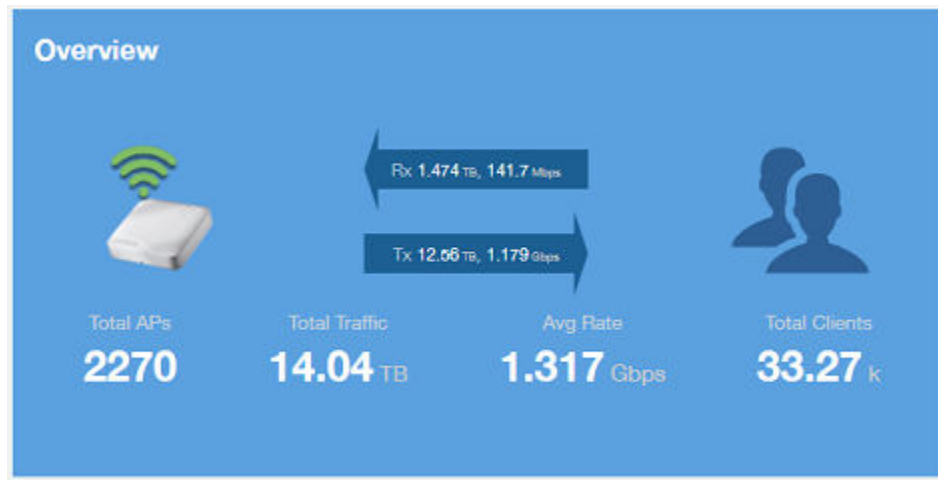 Overview
Rx 1.474 TB, 141.7 Mbps
Tx 12.56 TB, 1.179 Gbps
Total APs
2270
Total Traffic
14.04 TB
Avg Rate
1.317 Gbps
Total Clients
33.27 k